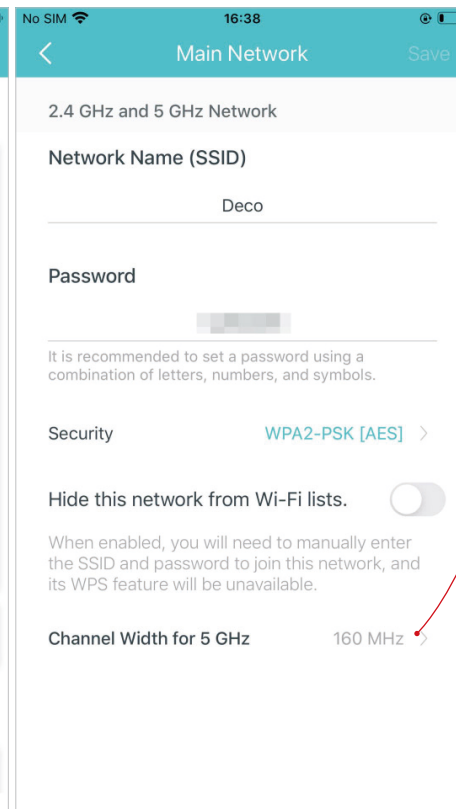 No SIM 16:38
Main Network Save
2.4 GHz and 5 GHz Network
Network Name (SSID)
Deco
Password
It is recommended to set a password using a
combination of letters, numbers, and symbols.
Security WPA2-PSK [AES]
Hide this network from Wi-Fi lists.
When enabled, you will need to manually enter
the SSID and password to join this network, and
its WPS feature will be unavailable.
Channel Width for 5 GHz 160 MHz